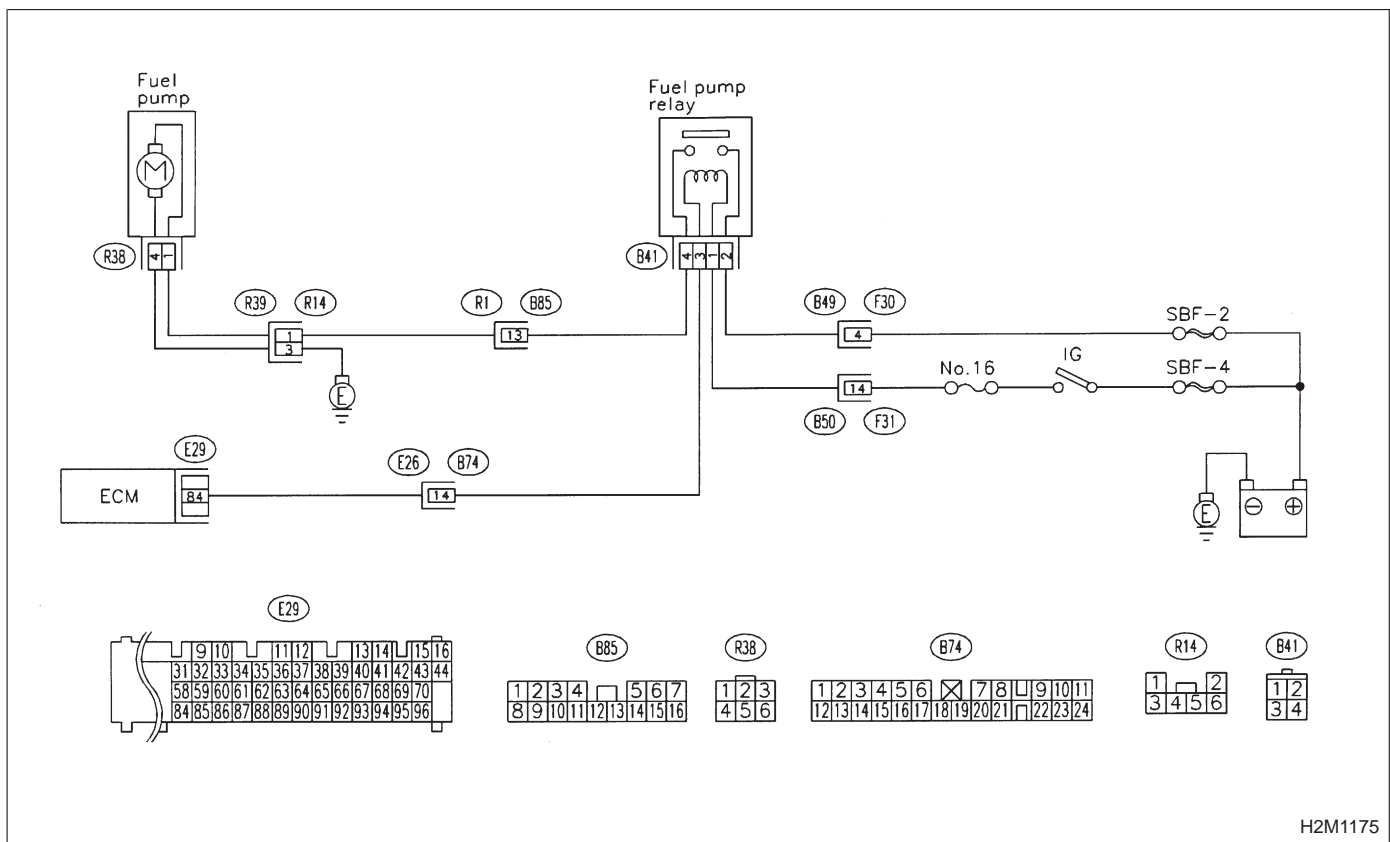 Fuel
pump
Fuel pump
relay
M
R38
4 1
B41
4 3 1 2
R39 R14
1
3
R1 B85
13
B49 F30
4
SBF-2
No.16
IG
SBF-4
14
B50 F31
E
E29
ECM
84
E26 B74
14
E
E29
9 10 11 12 13 14 15 16
31 32 33 34 35 36 37 38 39 40 41 42 43 44
58 59 60 61 62 63 64 65 66 67 68 69 70
84 85 86 87 88 89 90 91 92 93 94 95 96
B85
1 2 3 4 5 6 7
8 9 10 11 12 13 14 15 16
R38
1 2 3
4 5 6
B74
1 2 3 4 5 6 7 8 9 10 11
12 13 14 15 16 17 18 19 20 21 22 23 24
R14
1 2
3 4 5 6
B41
1 2
3 4
H2M1175